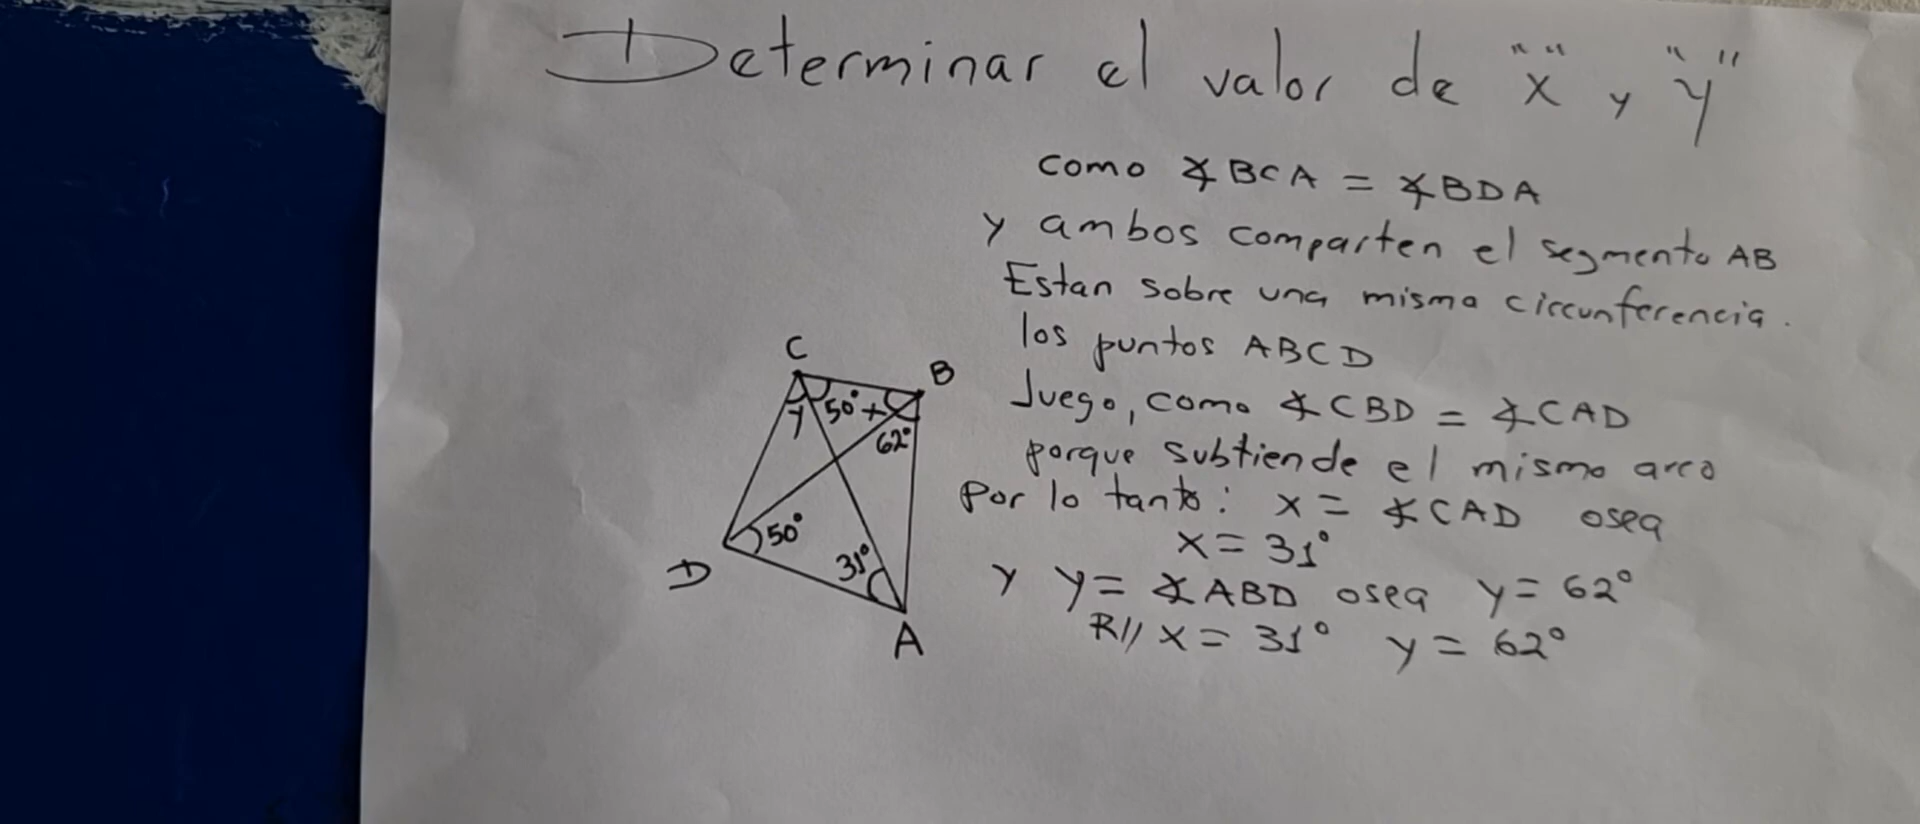 Determinar el valor de "x" y "y"
como ∡BCA = ∡BDA
y ambos comparten el segmento AB
Estan sobre una misma circunferencia.
los puntos ABCD
luego, como ∡CBD = ∡CAD
porque subtiende el mismo arco
Por lo tanto: x = ∡CAD osea
x = 31°
y y = ∡ABD osea y = 62°
R// x = 31° y = 62°
C
B
y 50° x
62°
50°
31°
D
A